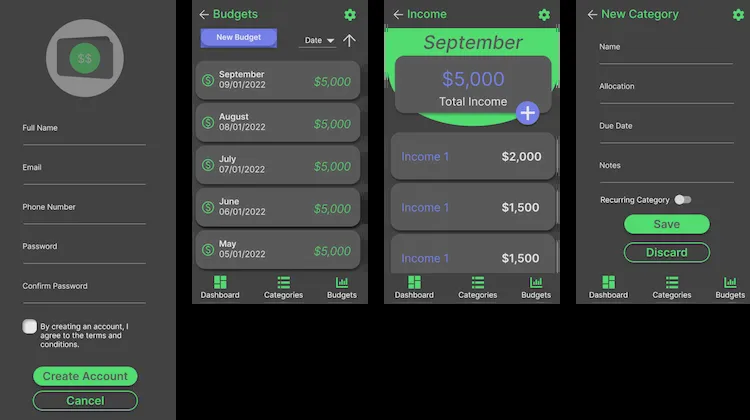 $$
Full Name
Email
Phone Number
Password
Confirm Password
By creating an account, I
agree to the terms and
conditions.
Create Account
Cancel
Budgets
New Budget
Date
September
09/01/2022
$5,000
August
08/01/2022
$5,000
July
07/01/2022
$5,000
June
06/01/2022
$5,000
May
05/01/2022
$5,000
Dashboard
Categories
Budgets
Income
September
$5,000
Total Income
Income 1
$2,000
Income 1
$1,500
Income 1
$1,500
Dashboard
Categories
Budgets
New Category
Name
Allocation
Due Date
Notes
Recurring Category
Save
Discard
Dashboard
Categories
Budgets